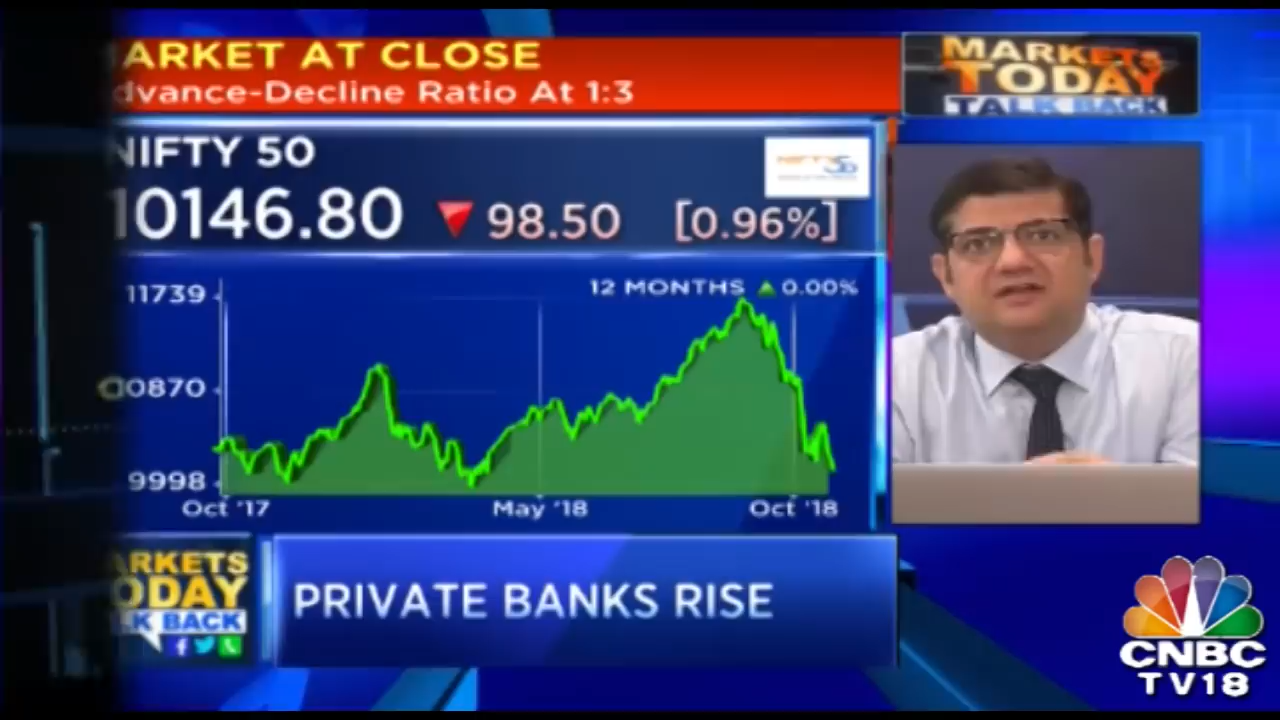 ARKET AT CLOSE
dvance-Decline Ratio At 1:3
MARKETS
TODAY
TALK BACK
NIFTY 50
10146.80 ▼ 98.50 [0.96%]
12 MONTHS ▲ 0.00%
11739
0870
9998
Oct '17 May '18 Oct '18
ARKETS
ODAY
LK BACK
PRIVATE BANKS RISE
CNBC
TV18